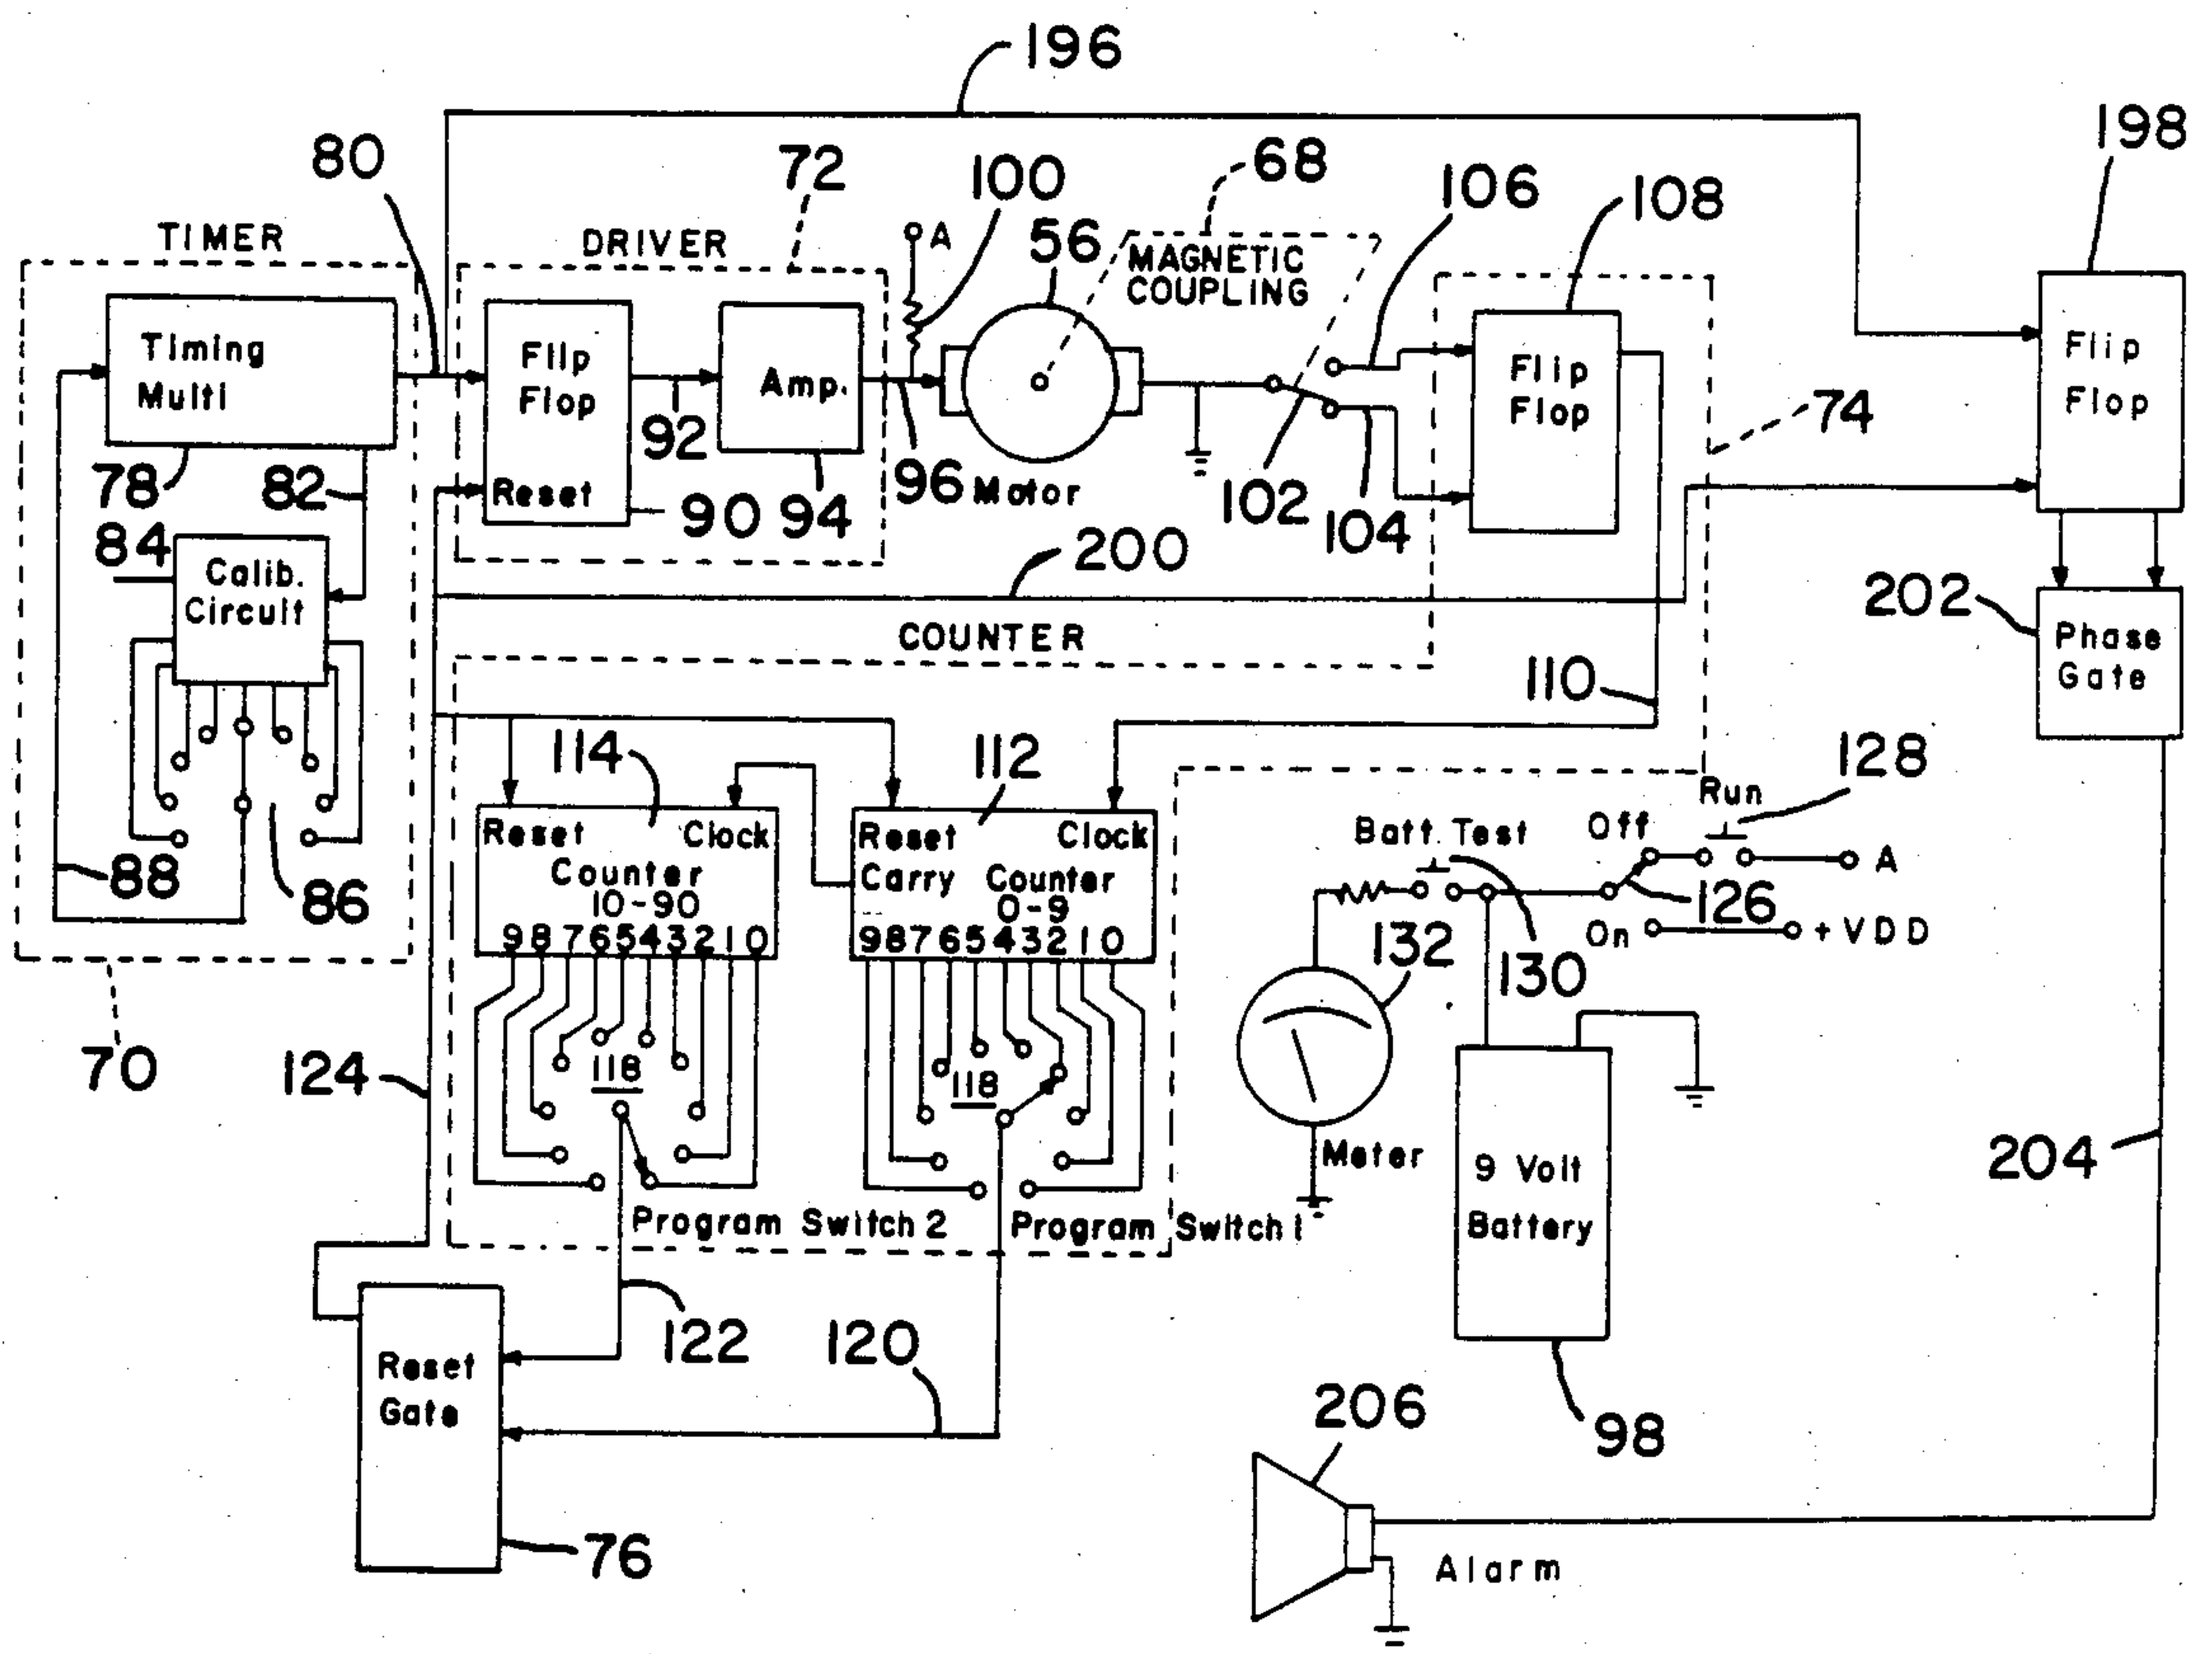 196
198
80
72
100
68
106
108
TIMER
DRIVER
A
56
MAGNETIC
COUPLING
Timing
Multi
Flip
Flop
Amp.
Flip
Flop
Flip
Flop
74
78
82
Reset
92
90
94
96
Motor
102
104
84
200
Calib.
Circuit
202
COUNTER
Phase
Gate
110
114
112
128
Run
Reset
Clock
Reset
Clock
Batt. Test
Off
A
88
86
Counter
10-90
Carry
Counter
0-9
126
9 8 7 6 5 4 3 2 1 0
9 8 7 6 5 4 3 2 1 0
132
On
+VDD
130
70
124
118
118
Meter
9 Volt
Battery
204
Program Switch 2
Program Switch 1
122
120
Reset
Gate
206
98
76
Alarm